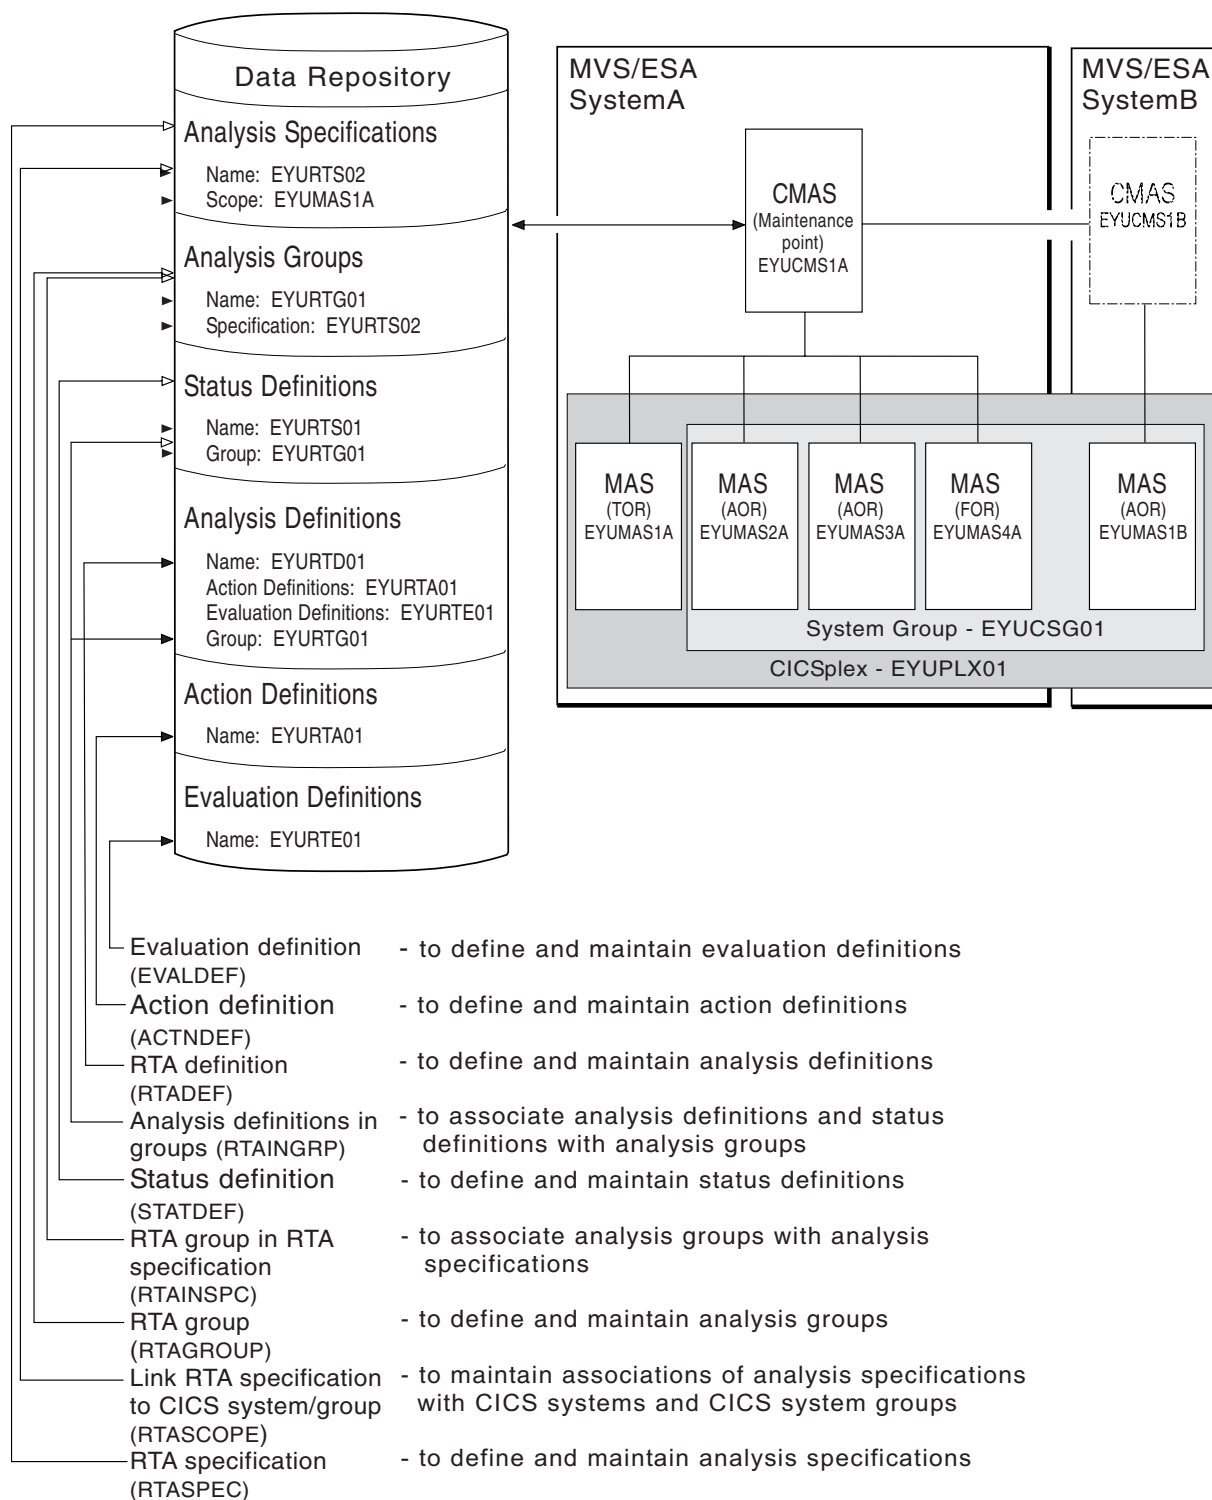 Data Repository
Analysis Specifications
Name: EYURTS02
Scope: EYUMAS1A
Analysis Groups
Name: EYURTG01
Specification: EYURTS02
Status Definitions
Name: EYURTS01
Group: EYURTG01
Analysis Definitions
Name: EYURTD01
Action Definitions: EYURTA01
Evaluation Definitions: EYURTE01
Group: EYURTG01
Action Definitions
Name: EYURTA01
Evaluation Definitions
Name: EYURTE01
MVS/ESA
SystemA
CMAS
(Maintenance
point)
EYUCMS1A
MVS/ESA
SystemB
CMAS
EYUCMS1B
MAS
(TOR)
EYUMAS1A
MAS
(AOR)
EYUMAS2A
MAS
(AOR)
EYUMAS3A
MAS
(FOR)
EYUMAS4A
MAS
(AOR)
EYUMAS1B
System Group - EYUCSG01
CICSplex - EYUPLX01
Evaluation definition - to define and maintain evaluation definitions
(EVALDEF)
Action definition - to define and maintain action definitions
(ACTNDEF)
RTA definition - to define and maintain analysis definitions
(RTADEF)
Analysis definitions in - to associate analysis definitions and status
groups (RTAINGRP) definitions with analysis groups
Status definition - to define and maintain status definitions
(STATDEF)
RTA group in RTA - to associate analysis groups with analysis
specification specifications
(RTAINSPC)
RTA group - to define and maintain analysis groups
(RTAGROUP)
Link RTA specification - to maintain associations of analysis specifications
to CICS system/group with CICS systems and CICS system groups
(RTASCOPE)
RTA specification - to define and maintain analysis specifications
(RTASPEC)